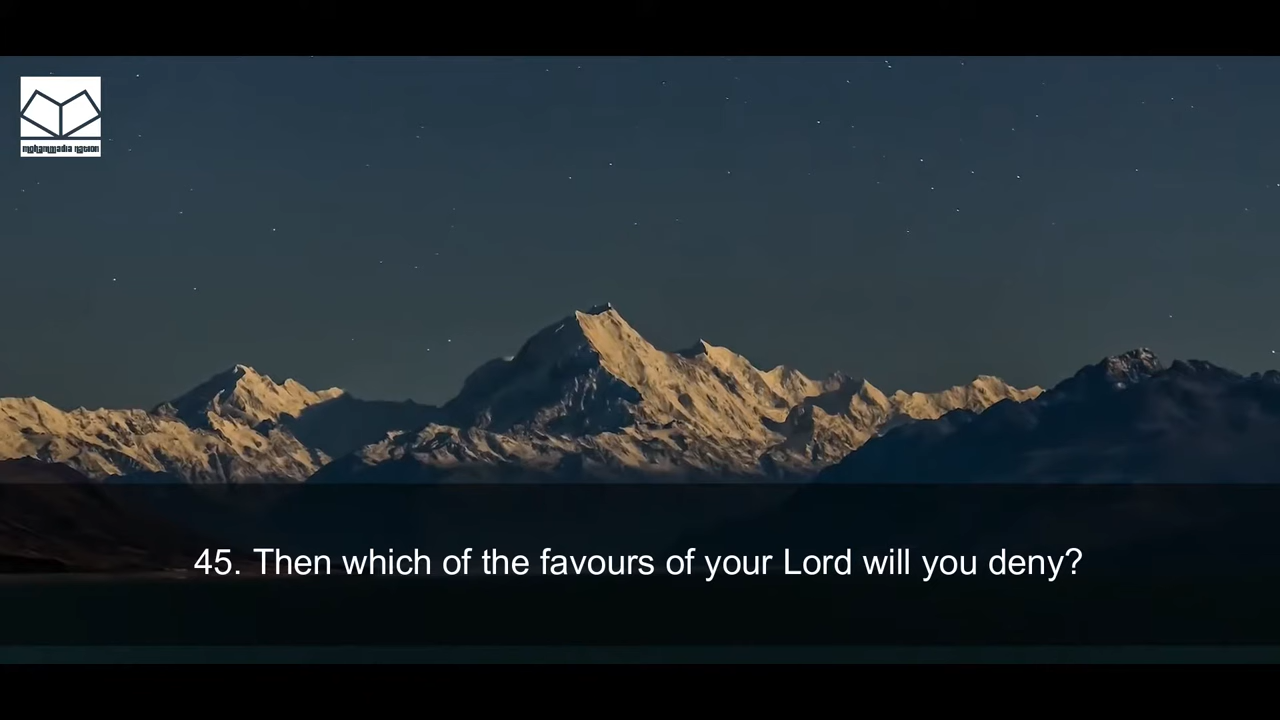 mohammadia nation
45. Then which of the favours of your Lord will you deny?